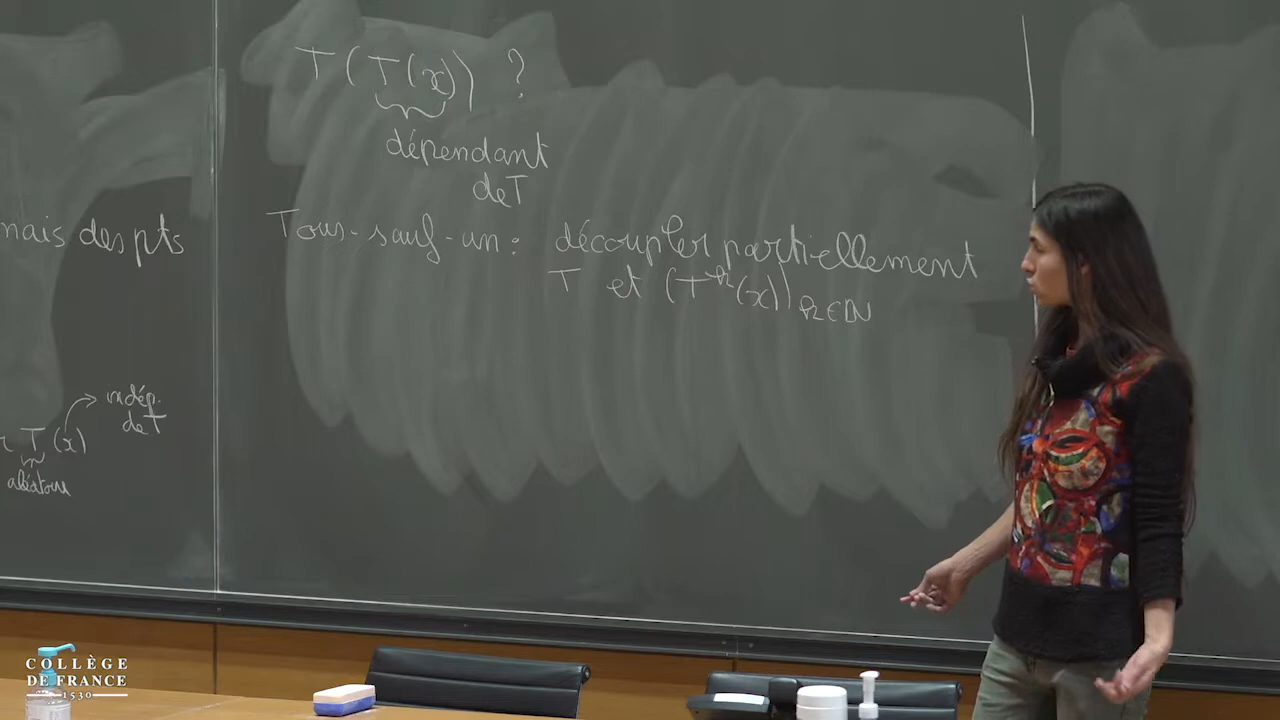 T(T(x)) ?
dépendant
de T
mais des pts
Tous-sauf-un : découpler partiellement
T et (T^k(x))_{k∈ℕ}
T(x)
indép.
de T
aléatoire
COLLÈGE
DE FRANCE
1530